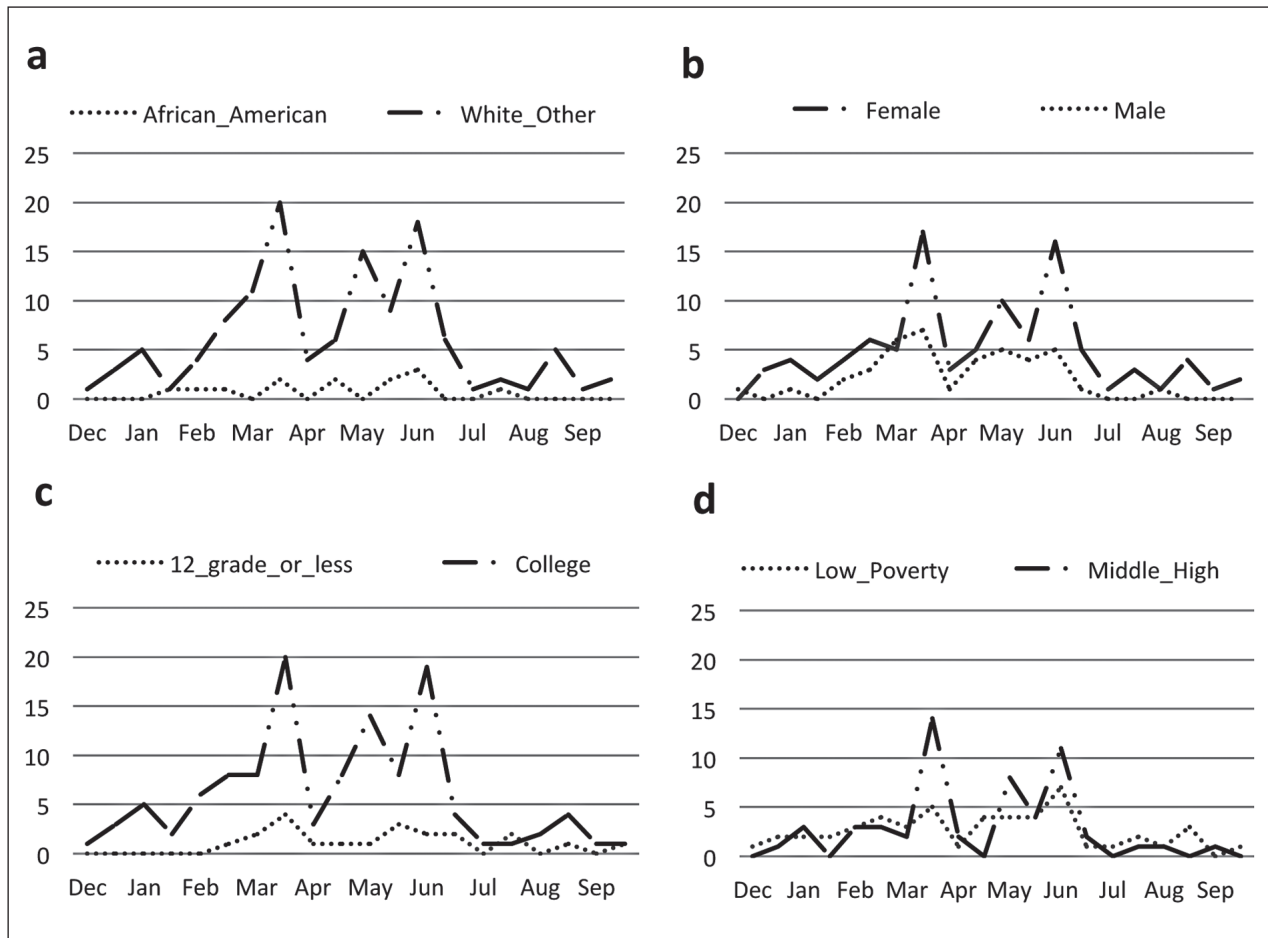 a
African_American White_Other
25
20
15
10
5
0
Dec Jan Feb Mar Apr May Jun Jul Aug Sep
b
Female Male
25
20
15
10
5
0
Dec Jan Feb Mar Apr May Jun Jul Aug Sep
c
12_grade_or_less College
25
20
15
10
5
0
Dec Jan Feb Mar Apr May Jun Jul Aug Sep
d
Low_Poverty Middle_High
25
20
15
10
5
0
Dec Jan Feb Mar Apr May Jun Jul Aug Sep